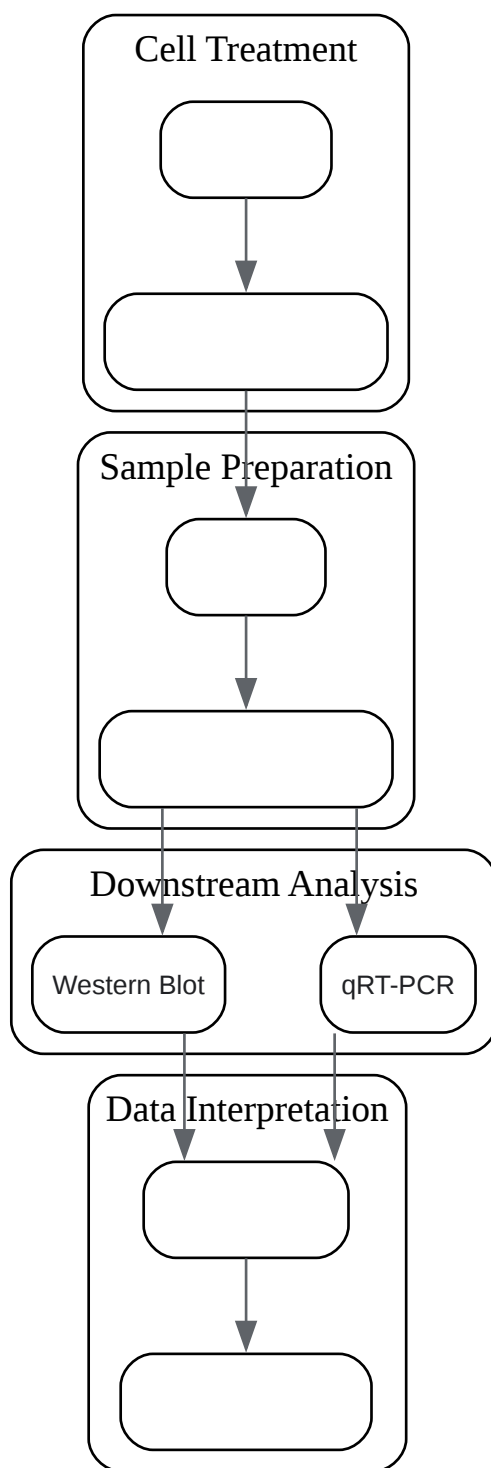 Cell Treatment
Sample Preparation
Downstream Analysis
Western Blot
qRT-PCR
Data Interpretation